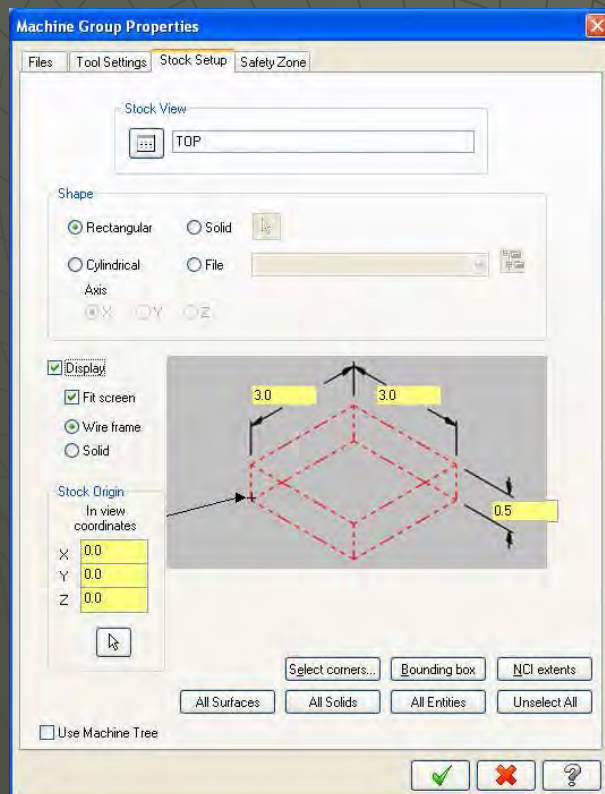 Machine Group Properties
Files Tool Settings Stock Setup Safety Zone
Stock View
TOP
Shape
Rectangular Solid
Cylindrical File
Axis
X Y Z
Display
Fit screen
Wire frame
Solid
3.0 3.0
0.5
Stock Origin
In view
coordinates
X 0.0
Y 0.0
Z 0.0
Select corners... Bounding box NCI extents
All Surfaces All Solids All Entities Unselect All
Use Machine Tree